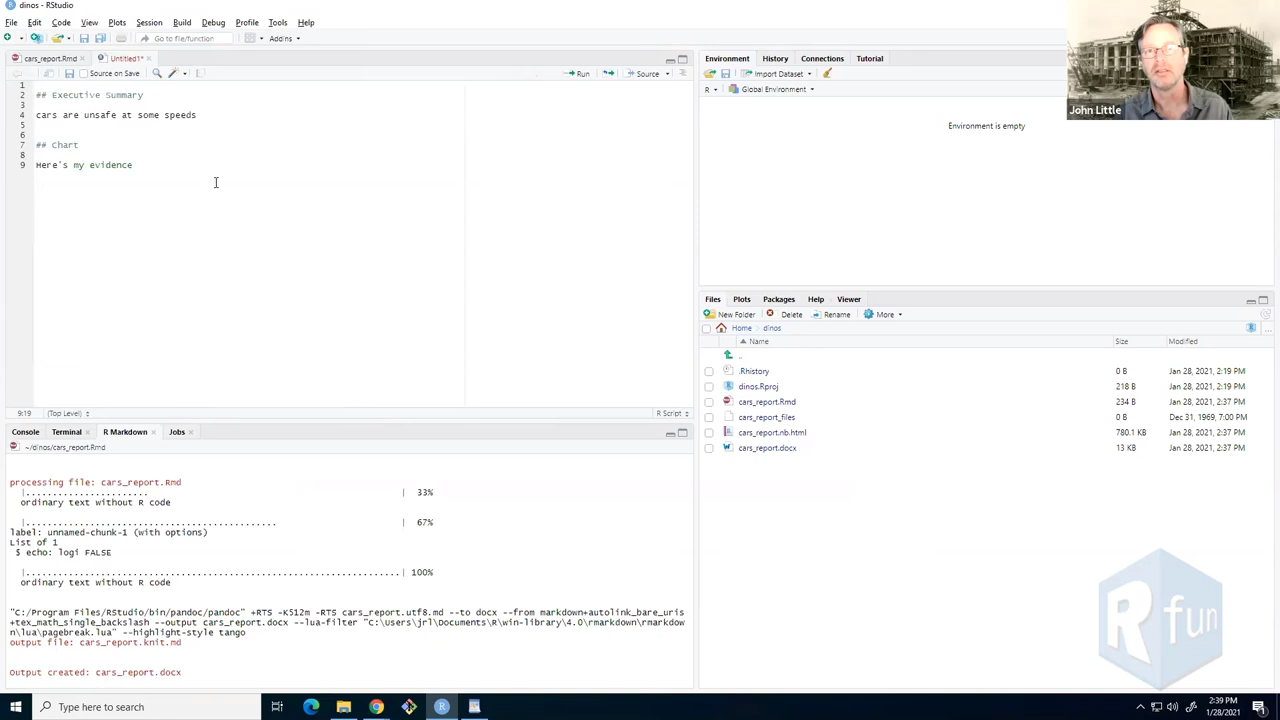 dinos - RStudio
File Edit Code View Plots Session Build Debug Profile Tools Help
Go to file/function Addins
cars_report.Rmd Untitled1*
Source on Save Run Source
1
2 ## Executive Summary
3
4 cars are unsafe at some speeds
5
6
7 ## Chart
8
9 Here's my evidence
9:19 (Top Level) R Script
Console Terminal R Markdown Jobs
~/dinos/cars_report.Rmd
processing file: cars_report.Rmd
|...................... | 33%
ordinary text without R code
|............................................. | 67%
label: unnamed-chunk-1 (with options)
List of 1
$ echo: logi FALSE
|.................................................................| 100%
ordinary text without R code
"C:/Program Files/RStudio/bin/pandoc/pandoc" +RTS -K512m -RTS cars_report.utf8.md --to docx --from markdown+autolink_bare_uris
+tex_math_single_backslash --output cars_report.docx --lua-filter "C:\Users\jrl\Documents\R\win-library\4.0\rmarkdown\rmarkdow
n\lua\pagebreak.lua" --highlight-style tango
output file: cars_report.knit.md
Output created: cars_report.docx
Environment History Connections Tutorial
Import Dataset
R Global Environment
Environment is empty
John Little
Files Plots Packages Help Viewer
New Folder Delete Rename More
Home dinos
Name Size Modified
..
.Rhistory 0 B Jan 28, 2021, 2:19 PM
dinos.Rproj 218 B Jan 28, 2021, 2:19 PM
cars_report.Rmd 234 B Jan 28, 2021, 2:37 PM
cars_report_files 0 B Dec 31, 1969, 7:00 PM
cars_report.nb.html 780.1 KB Jan 28, 2021, 2:37 PM
cars_report.docx 13 KB Jan 28, 2021, 2:37 PM
R fun
Type here to search
2:39 PM
1/28/2021